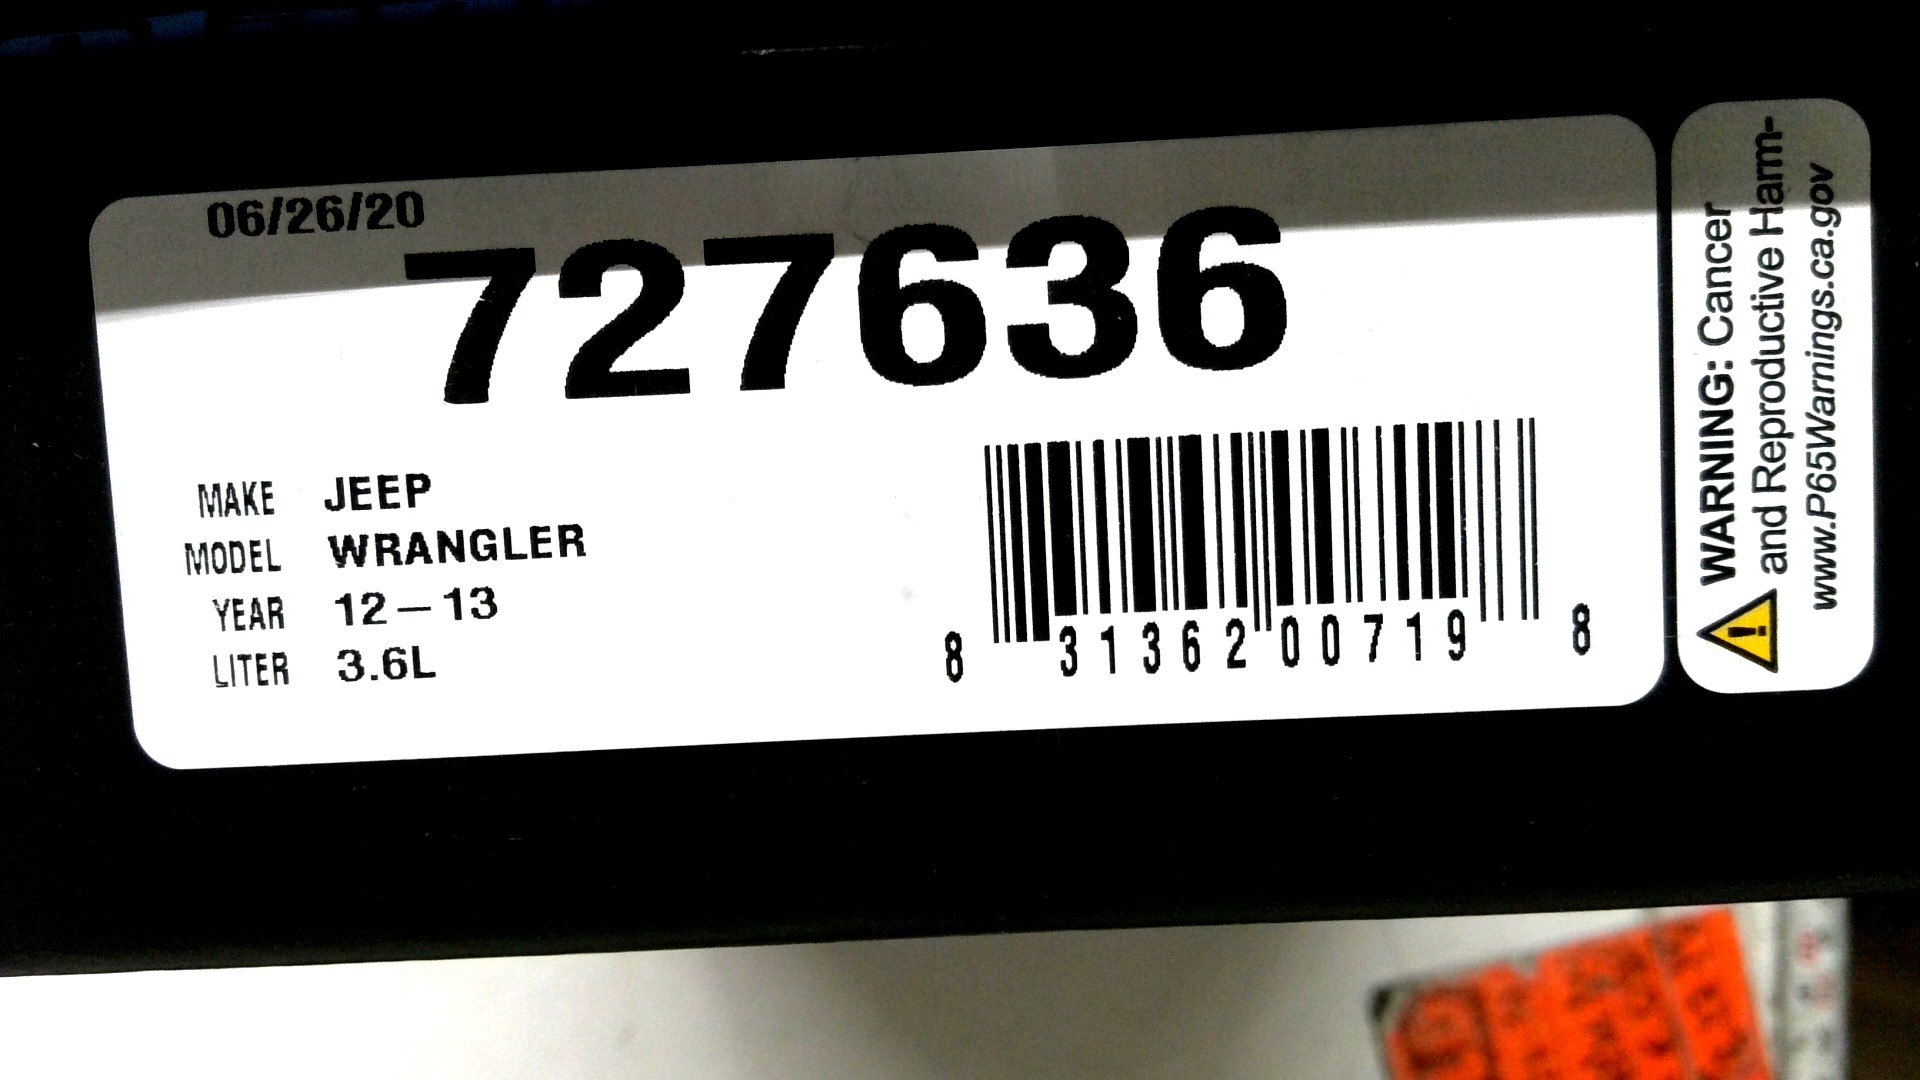 06/26/20
727636
MAKE JEEP
MODEL WRANGLER
YEAR 12–13
LITER 3.6L
8 31362 00719 8
WARNING: Cancer
and Reproductive Harm-
www.P65Warnings.ca.gov